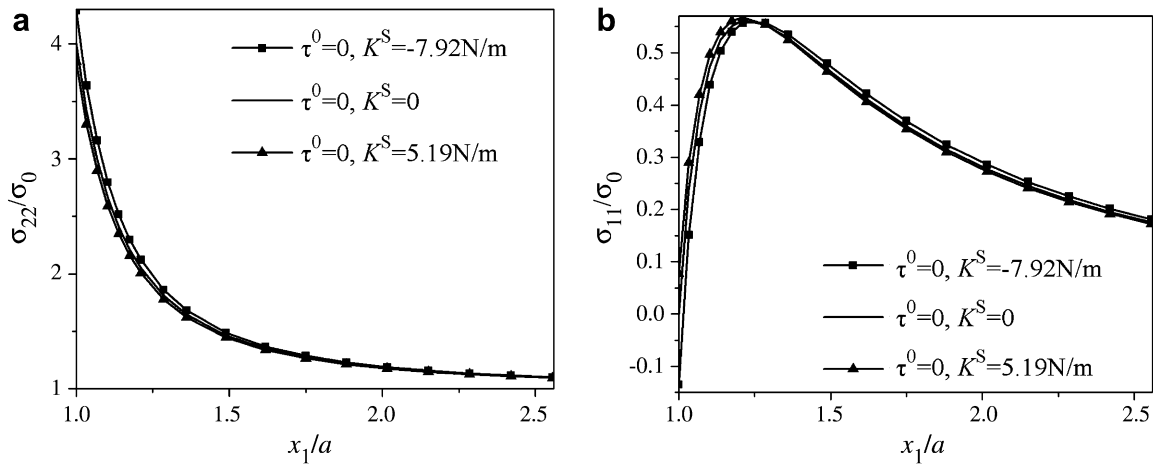 a
4
3
2
1
σ22/σ0
τ0=0, KS=-7.92N/m
τ0=0, KS=0
τ0=0, KS=5.19N/m
1.0 1.5 2.0 2.5
x1/a
b
0.5
0.4
0.3
0.2
0.1
0.0
-0.1
σ11/σ0
τ0=0, KS=-7.92N/m
τ0=0, KS=0
τ0=0, KS=5.19N/m
1.0 1.5 2.0 2.5
x1/a